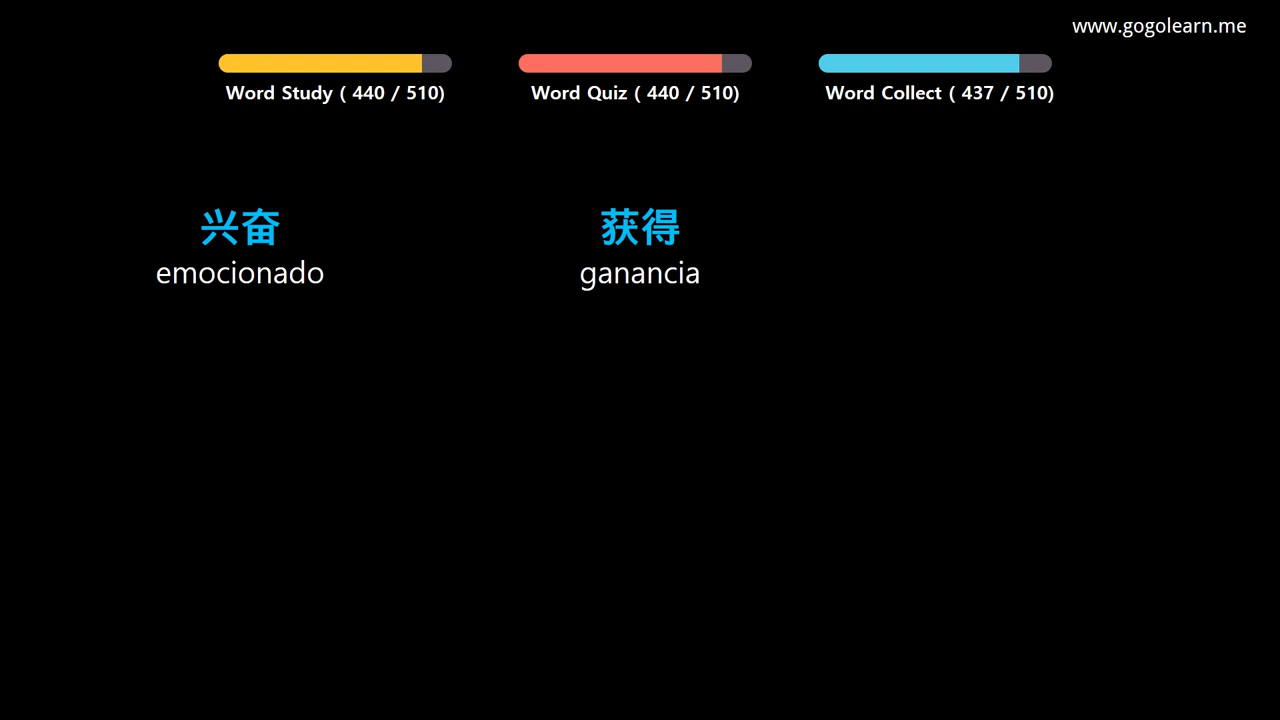 www.gogolearn.me
Word Study ( 440 / 510)
Word Quiz ( 440 / 510)
Word Collect ( 437 / 510)
兴奋
emocionado
获得
ganancia